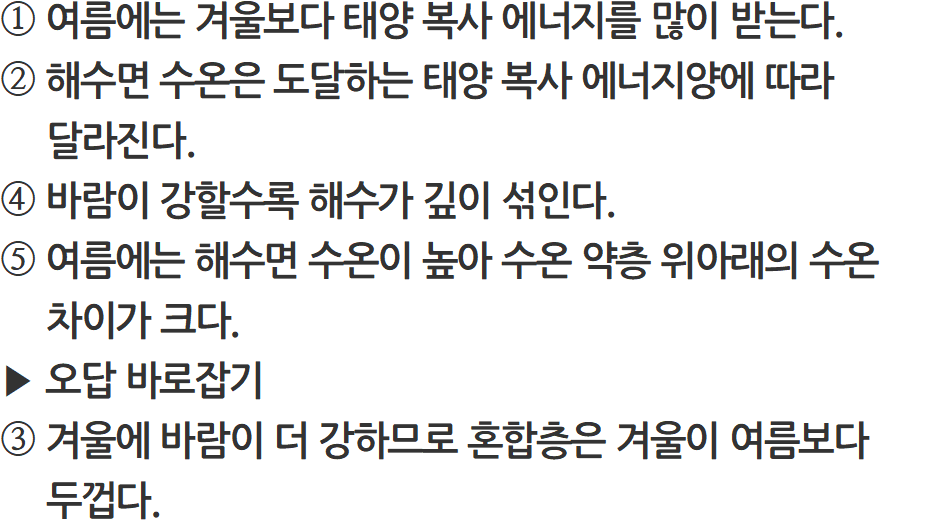 ① 여름에는 겨울보다 태양 복사 에너지를 많이 받는다.
② 해수면 수온은 도달하는 태양 복사 에너지양에 따라
달라진다.
④ 바람이 강할수록 해수가 깊이 섞인다.
⑤ 여름에는 해수면 수온이 높아 수온 약층 위아래의 수온
차이가 크다.
▶ 오답 바로잡기
③ 겨울에 바람이 더 강하므로 혼합층은 겨울이 여름보다
두껍다.